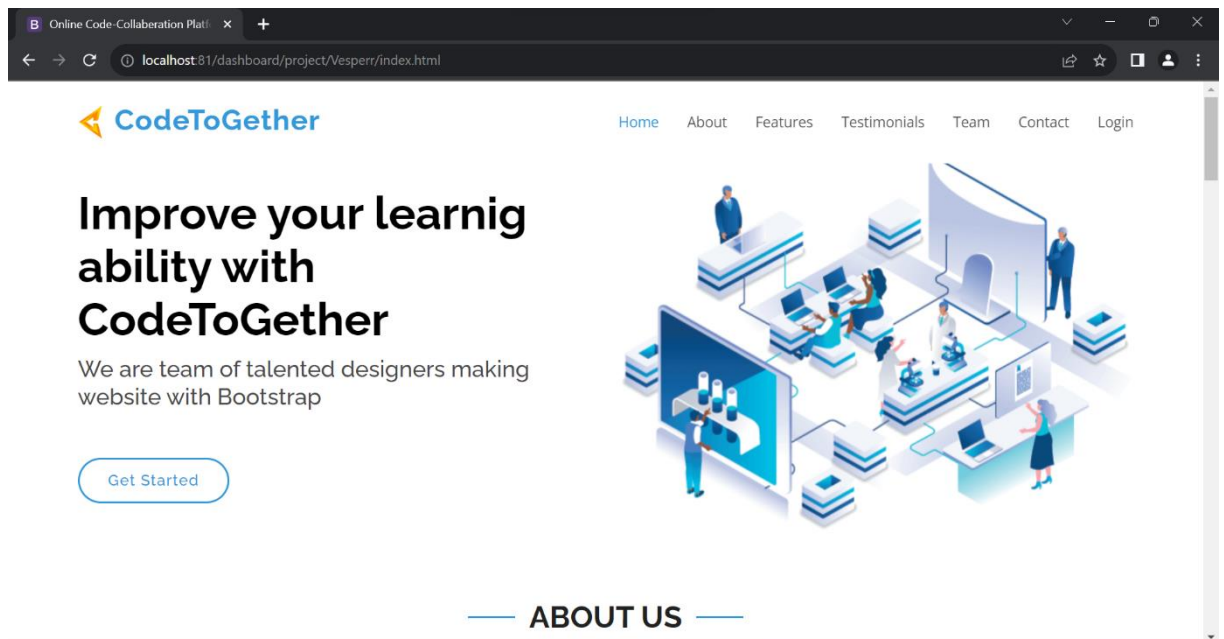 B Online Code-Collaberation Platf
localhost:81/dashboard/project/Vesperr/index.html
CodeToGether
Home About Features Testimonials Team Contact Login
Improve your learnig
ability with
CodeToGether
We are team of talented designers making
website with Bootstrap
Get Started
ABOUT US